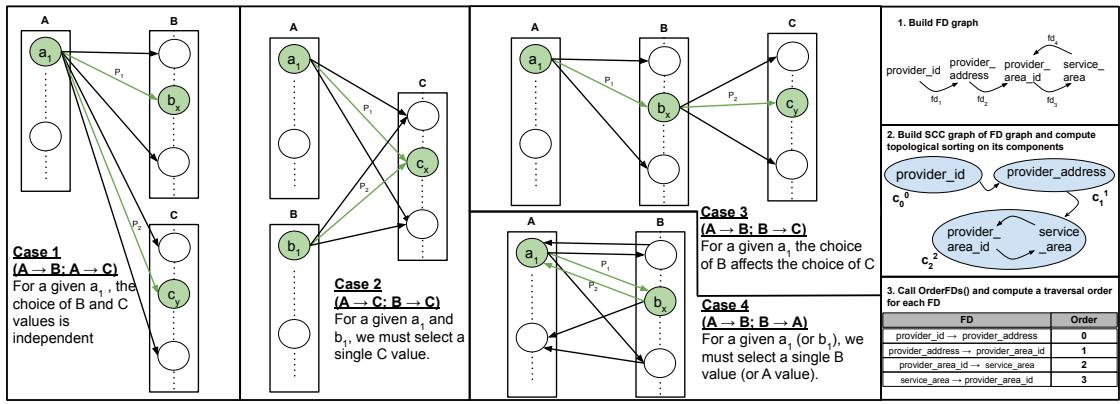 A
B
a1
P1
bx
C
P2
cy
Case 1
(A → B; A → C)
For a given a1 , the
choice of B and C
values is
independent
A
a1
C
P1
cx
P2
B
b1
Case 2
(A → C; B → C)
For a given a1 and
b1, we must select a
single C value.
A
B
C
a1
P1
bx
P2
cy
Case 3
(A → B; B → C)
For a given a1 the choice
of B affects the choice of C
A
B
a1
P1
P2
bx
Case 4
(A → B; B → A)
For a given a1 (or b1), we
must select a single B
value (or A value).
1. Build FD graph
fd4
provider_id
provider_
address
provider_
area_id
service_
area
fd1
fd2
fd3
2. Build SCC graph of FD graph and compute
topological sorting on its components
provider_id
provider_address
c0 0
c1 1
provider_
area_id
service
_area
c2 2
3. Call OrderFDs() and compute a traversal order
for each FD
FD Order
provider_id → provider_address 0
provider_address → provider_area_id 1
provider_area_id → service_area 2
service_area → provider_area_id 3